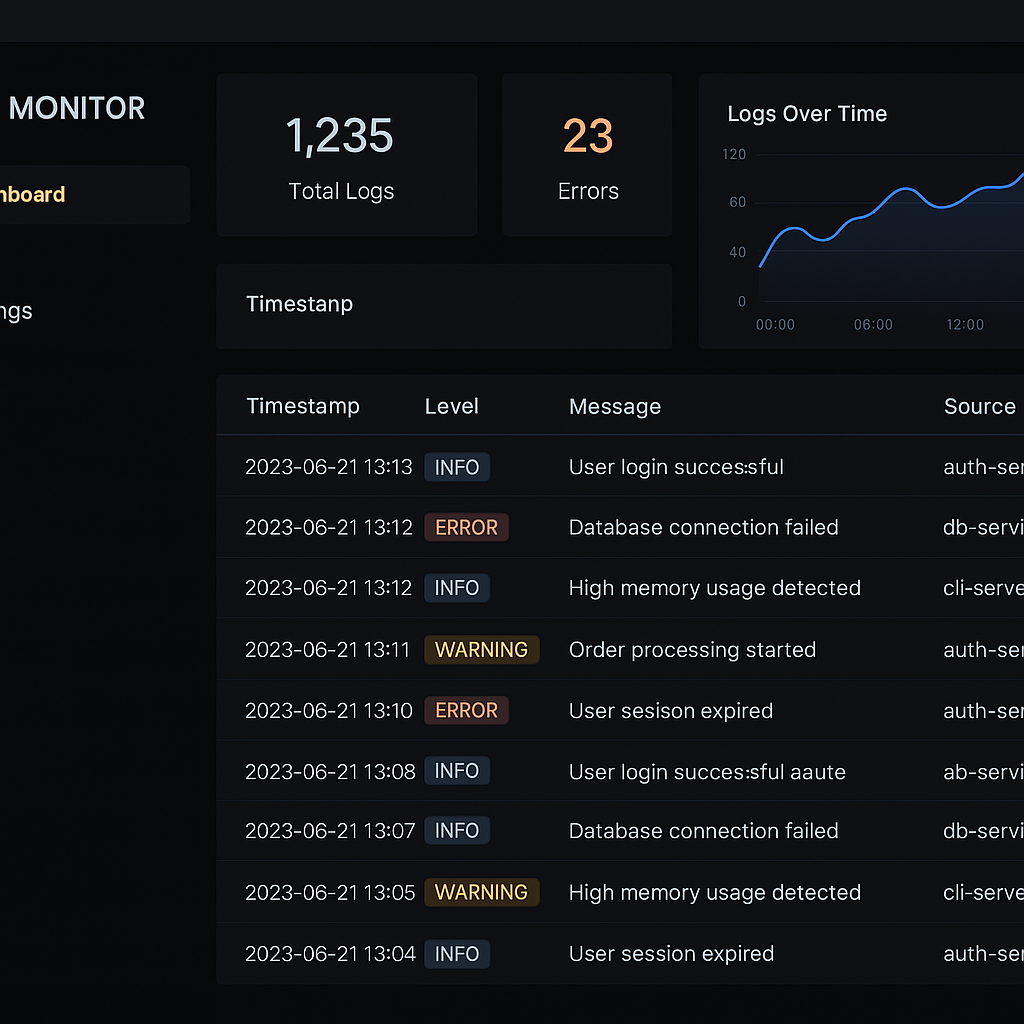 MONITOR
nboard
ngs
1,235
Total Logs
23
Errors
Timestanp
Logs Over Time
120
60
40
0
00:00 06:00 12:00
Timestamp Level Message Source
2023-06-21 13:13 INFO User login succes:sful auth-ser
2023-06-21 13:12 ERROR Database connection failed db-servi
2023-06-21 13:12 INFO High memory usage detected cli-serve
2023-06-21 13:11 WARNING Order processing started auth-ser
2023-06-21 13:10 ERROR User sesison expired auth-ser
2023-06-21 13:08 INFO User login succes:sful aaute ab-servi
2023-06-21 13:07 INFO Database connection failed db-servi
2023-06-21 13:05 WARNING High memory usage detected cli-serve
2023-06-21 13:04 INFO User session expired auth-ser